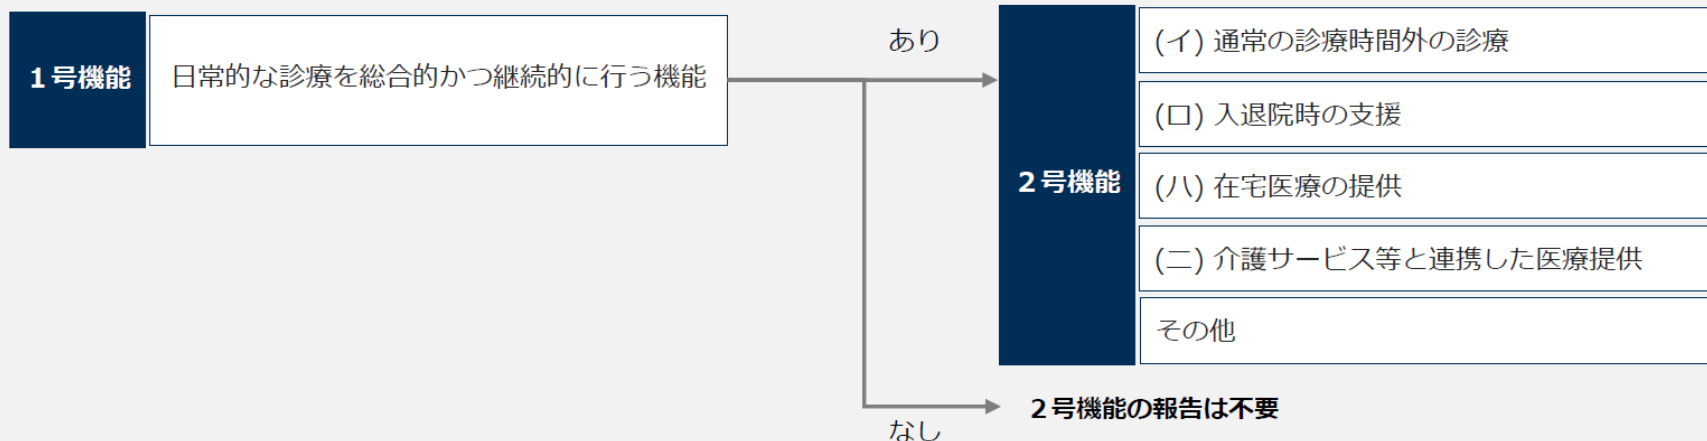 1号機能
日常的な診療を総合的かつ継続的に行う機能
あり
2号機能
(イ) 通常の診療時間外の診療
(ロ) 入退院時の支援
(ハ) 在宅医療の提供
(ニ) 介護サービス等と連携した医療提供
その他
なし
2号機能の報告は不要